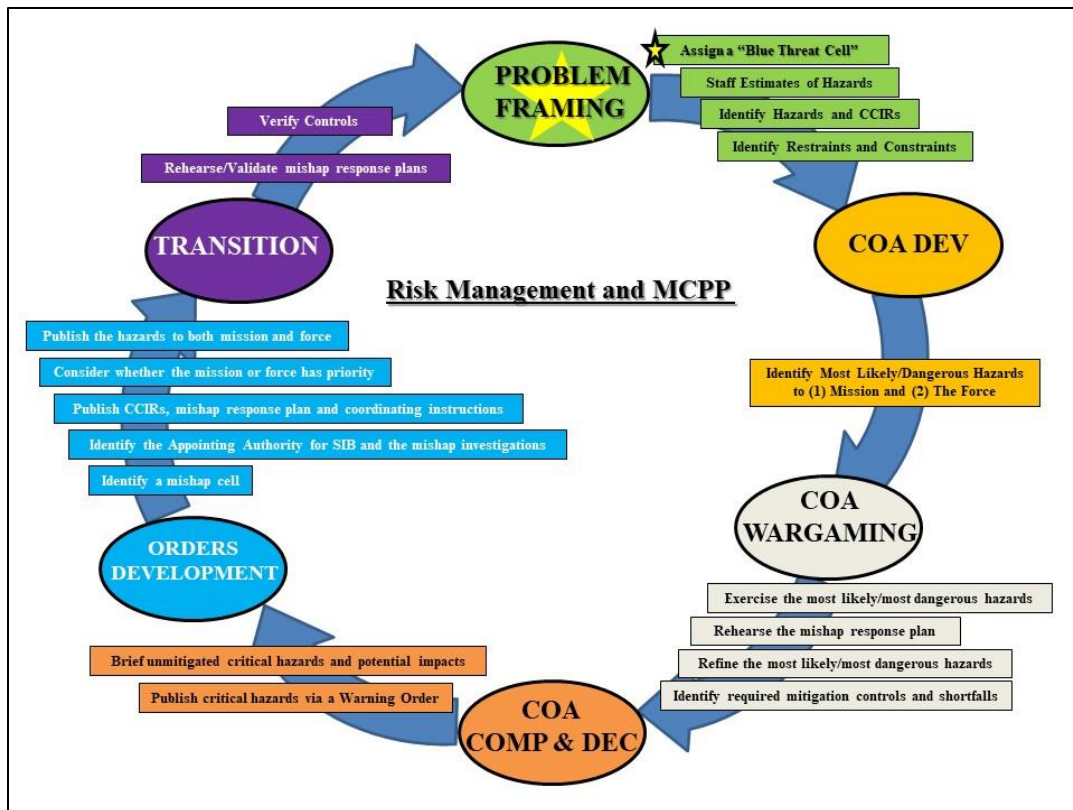 PROBLEM
FRAMING
Assign a “Blue Threat Cell”
Staff Estimates of Hazards
Identify Hazards and CCIRs
Identify Restraints and Constraints
COA DEV
Identify Most Likely/Dangerous Hazards
to (1) Mission and (2) The Force
COA
WARGAMING
Exercise the most likely/most dangerous hazards
Rehearse the mishap response plan
Refine the most likely/most dangerous hazards
Identify required mitigation controls and shortfalls
COA
COMP & DEC
Brief unmitigated critical hazards and potential impacts
Publish critical hazards via a Warning Order
ORDERS
DEVELOPMENT
Publish the hazards to both mission and force
Consider whether the mission or force has priority
Publish CCIRs, mishap response plan and coordinating instructions
Identify the Appointing Authority for SIB and the mishap investigations
Identify a mishap cell
TRANSITION
Verify Controls
Rehearse/Validate mishap response plans
Risk Management and MCPP